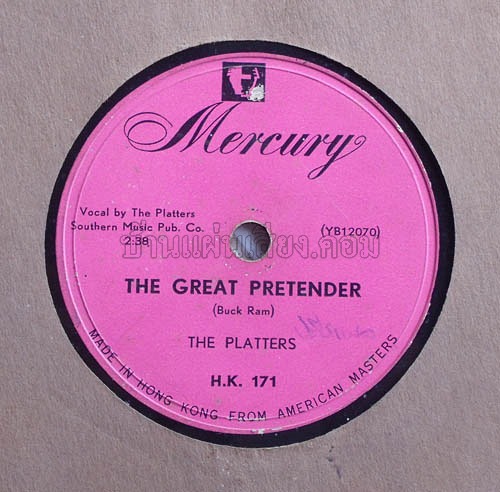 Mercury
Vocal by The Platters
Southern Music Pub. Co.
2:38
(YB12070)
บ้านแผ่นเสียง.คอม
THE GREAT PRETENDER
(Buck Ram)
THE PLATTERS
H.K. 171
MADE IN HONG KONG FROM AMERICAN MASTERS